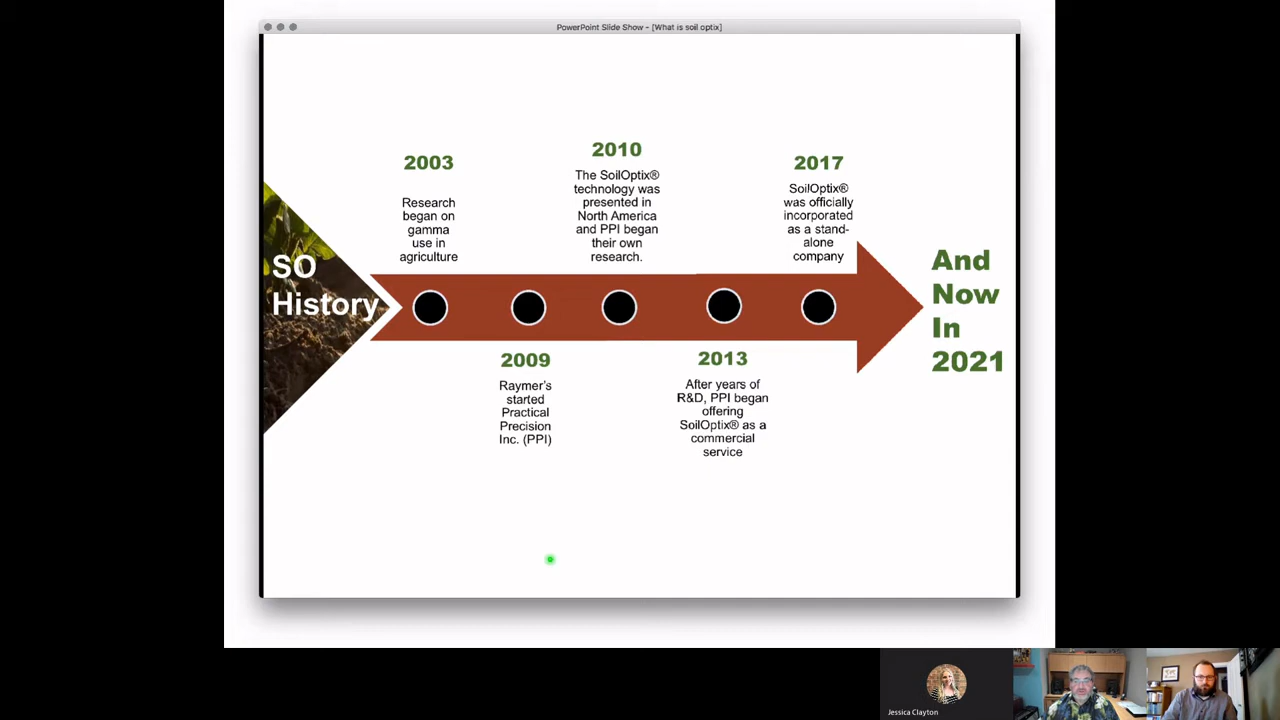 PowerPoint Slide Show - [What is soil optix]
SO
History
2003
Research
began on
gamma
use in
agriculture
2009
Raymer's
started
Practical
Precision
Inc. (PPI)
2010
The SoilOptix®
technology was
presented in
North America
and PPI began
their own
research.
2013
After years of
R&D, PPI began
offering
SoilOptix® as a
commercial
service
2017
SoilOptix®
was officially
incorporated
as a stand-
alone
company
And
Now
In
2021
Jessica Clayton